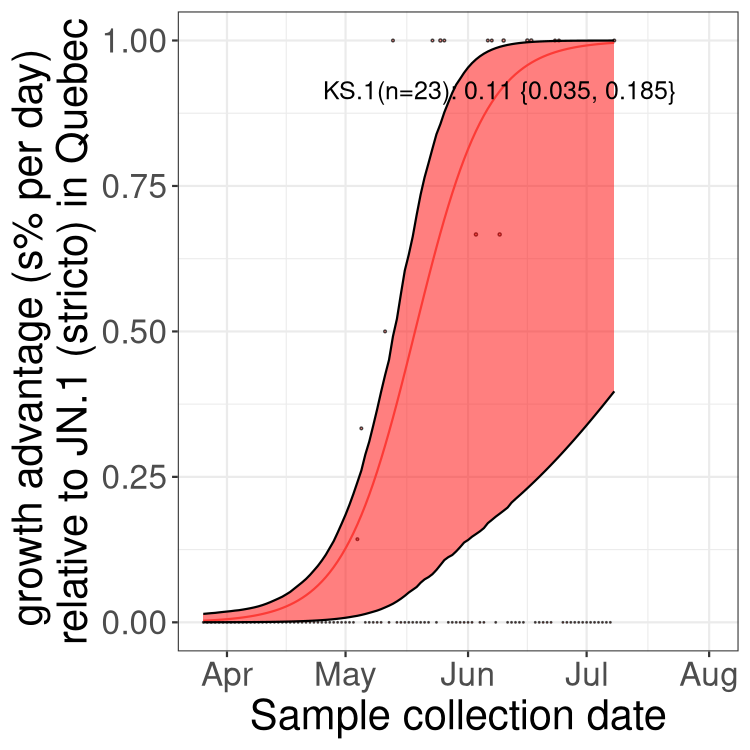 growth advantage (s% per day)
relative to JN.1 (stricto) in Quebec
1.00
0.75
0.50
0.25
0.00
KS.1(n=23): 0.11 {0.035, 0.185}
Apr May Jun Jul Aug
Sample collection date